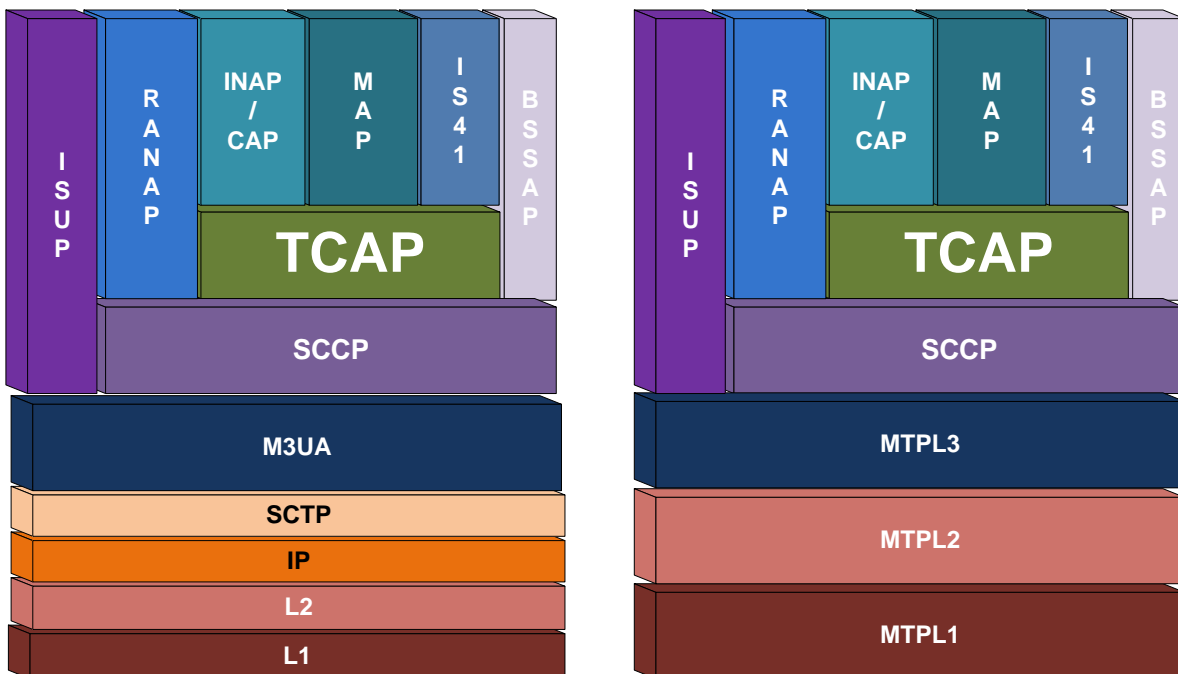 ISUP
RANAP
INAP
/
CAP
MAP
IS41
BSSAP
TCAP
SCCP
M3UA
SCTP
IP
L2
L1
ISUP
RANAP
INAP
/
CAP
MAP
IS41
BSSAP
TCAP
SCCP
MTPL3
MTPL2
MTPL1